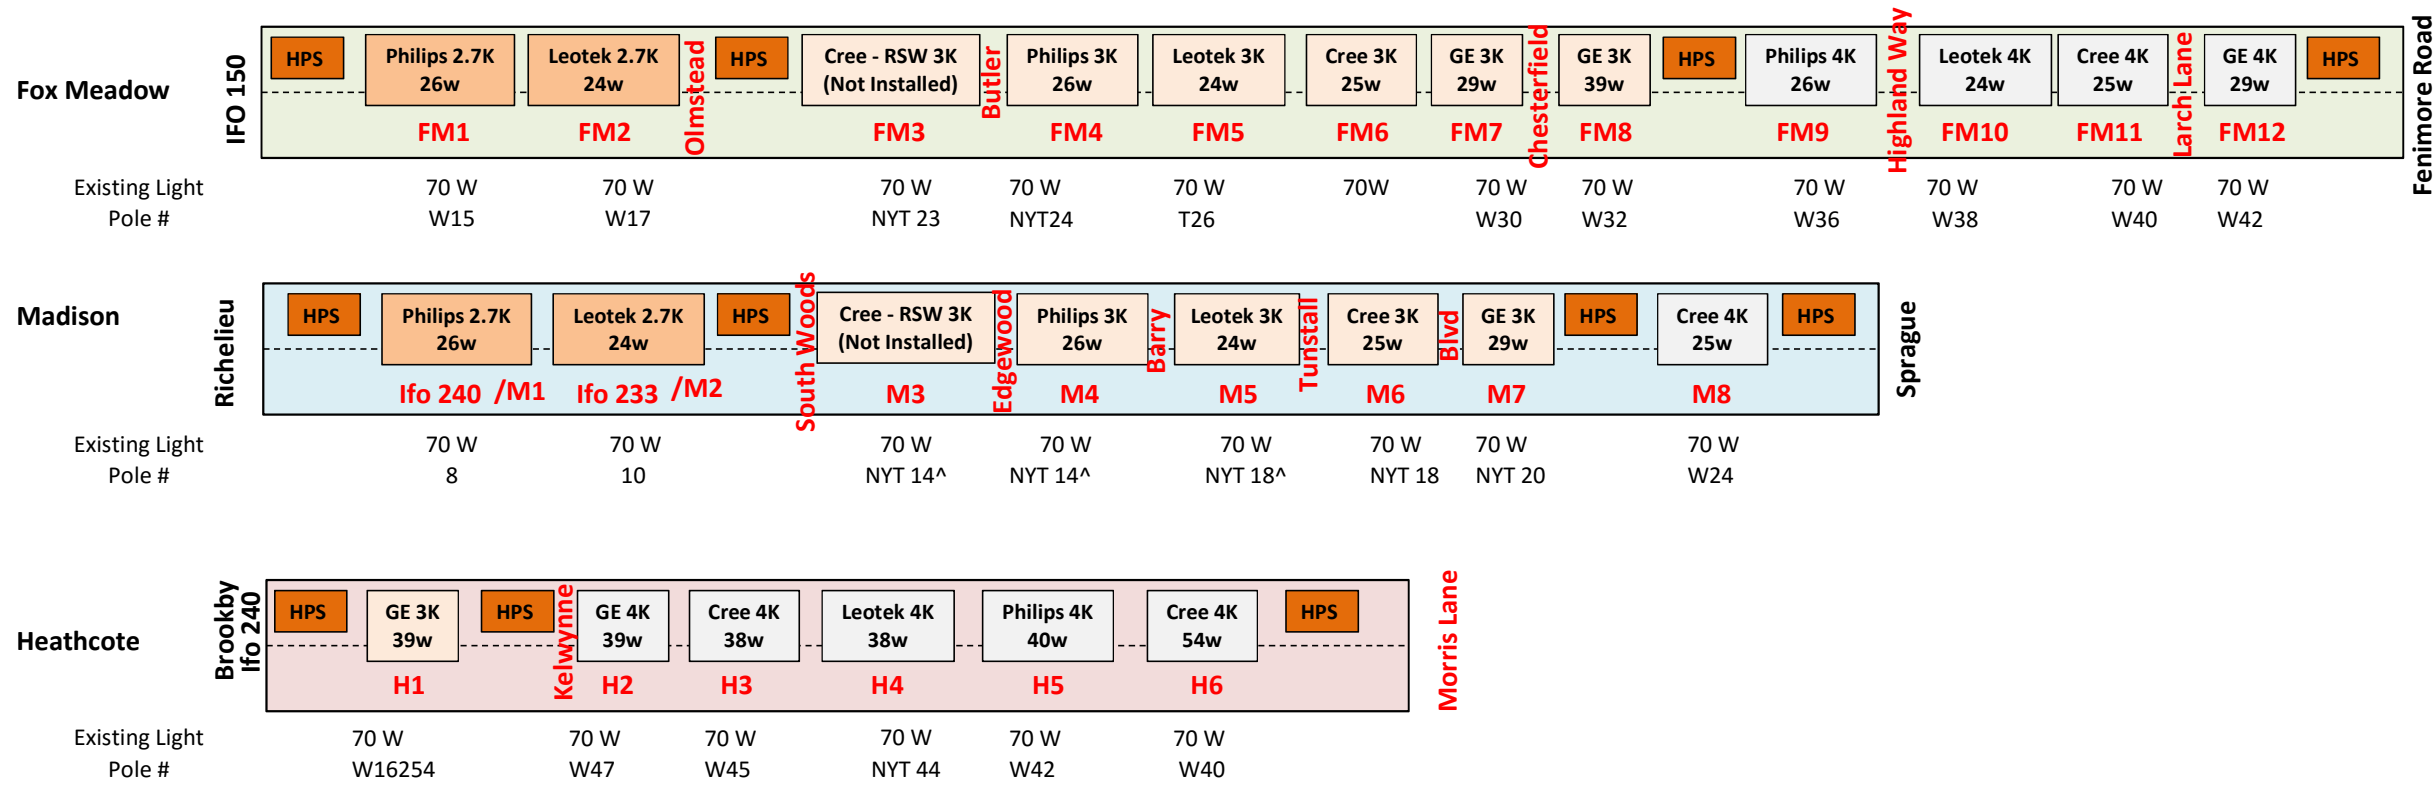 Fox Meadow
IFO 150
HPS
Philips 2.7K
26w
FM1
Leotek 2.7K
24w
FM2
Olmstead
HPS
Cree - RSW 3K
(Not Installed)
FM3
Butler
Philips 3K
26w
FM4
Leotek 3K
24w
FM5
Cree 3K
25w
FM6
GE 3K
29w
FM7
Chesterfield
GE 3K
39w
FM8
HPS
Philips 4K
26w
FM9
Highland Way
Leotek 4K
24w
FM10
Cree 4K
25w
FM11
Larch Lane
GE 4K
29w
FM12
HPS
Fenimore Road
Existing Light 70 W 70 W 70 W 70 W 70 W 70W 70 W 70 W 70 W 70 W 70 W 70 W
Pole # W15 W17 NYT 23 NYT24 T26 W30 W32 W36 W38 W40 W42
Madison
Richelieu
HPS
Philips 2.7K
26w
Ifo 240 /M1
Leotek 2.7K
24w
Ifo 233 /M2
HPS
South Woods
Cree - RSW 3K
(Not Installed)
M3
Edgewood
Philips 3K
26w
M4
Barry
Leotek 3K
24w
M5
Tunstall
Cree 3K
25w
M6
Blvd
GE 3K
29w
M7
HPS
Cree 4K
25w
M8
HPS
Sprague
Existing Light 70 W 70 W 70 W 70 W 70 W 70 W 70 W 70 W
Pole # 8 10 NYT 14^ NYT 14^ NYT 18^ NYT 18 NYT 20 W24
Heathcote
Brookby
Ifo 240
HPS
GE 3K
39w
H1
HPS
Kelwynne
GE 4K
39w
H2
Cree 4K
38w
H3
Leotek 4K
38w
H4
Philips 4K
40w
H5
Cree 4K
54w
H6
HPS
Morris Lane
Existing Light 70 W 70 W 70 W 70 W 70 W 70 W
Pole # W16254 W47 W45 NYT 44 W42 W40